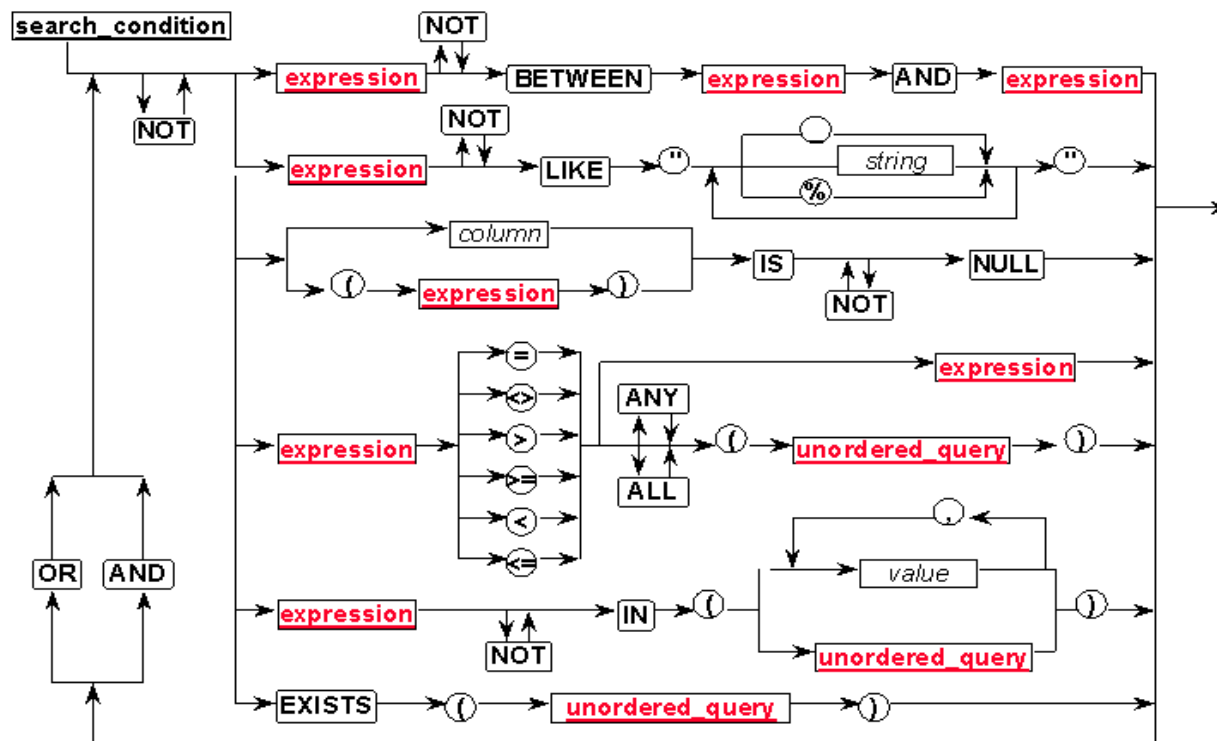 search_condition
NOT
expression BETWEEN expression AND expression
NOT
NOT
expression LIKE " _ string % "
column IS NULL
( expression ) NOT
=
<> ANY expression
expression > ( unordered_query )
>= ALL
<
<=
OR AND
,
value
expression IN ( )
NOT unordered_query
EXISTS ( unordered_query )